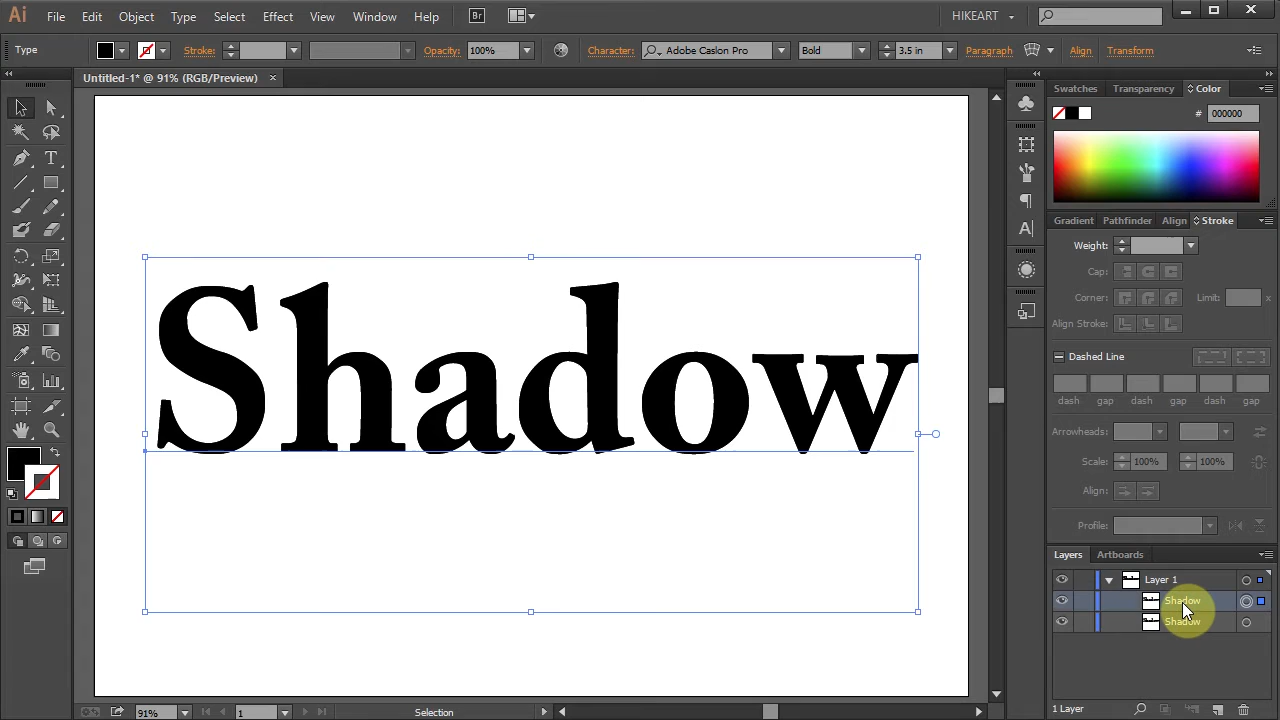 Ai File Edit Object Type Select Effect View Window Help Br HIKEART
Type Stroke: Opacity: 100% Character: Adobe Caslon Pro Bold 3.5 in Paragraph Align Transform
Untitled-1* @ 91% (RGB/Preview) ×
Swatches Transparency Color
# 000000
Gradient Pathfinder Align Stroke
Weight:
Cap:
Corner: Limit: x
Align Stroke:
Dashed Line
dash gap dash gap dash gap
Arrowheads:
Scale: 100% 100%
Align:
Profile:
Shadow
Layers Artboards
Layer 1
Shadow
Shadow
1 Layer
91% 1 Selection